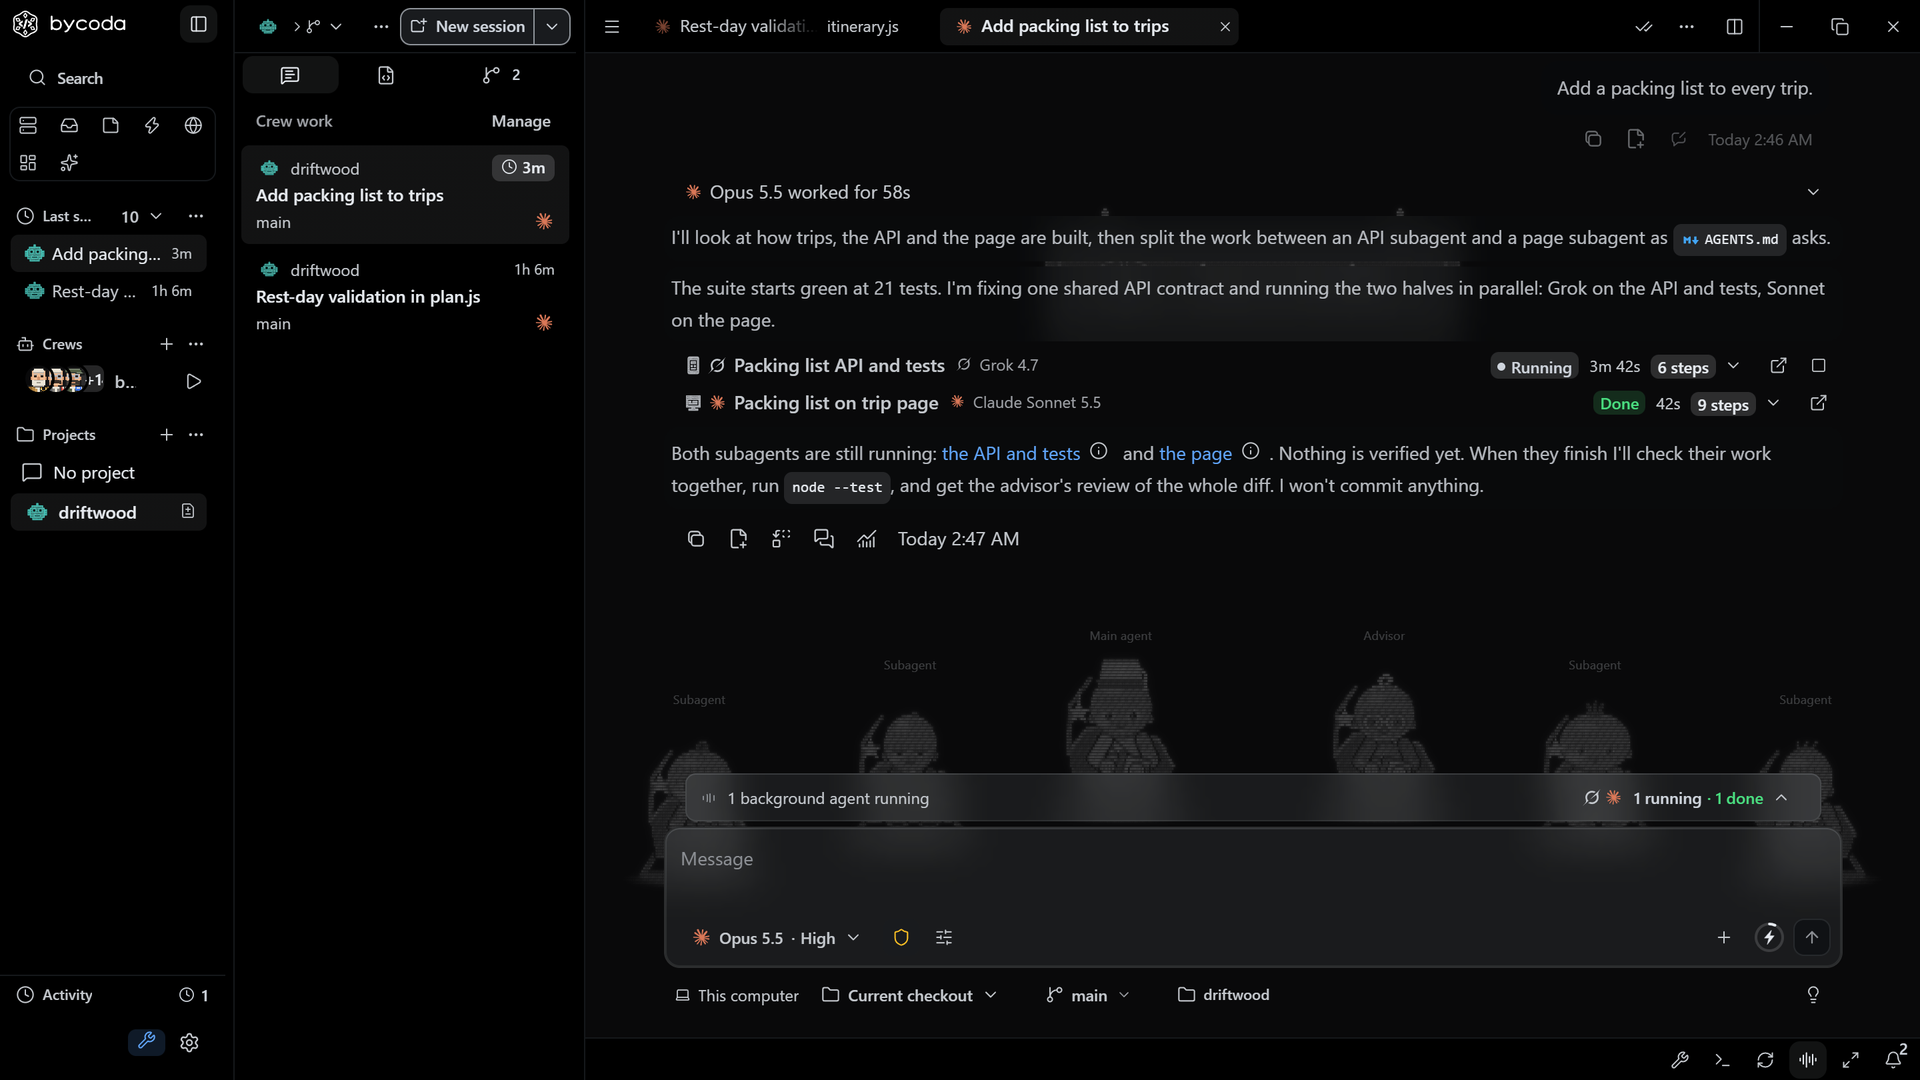 bycoda
Search
Last s... 10
Add packing... 3m
Rest-day ... 1h 6m
Crews
+1 b...
Projects
No project
driftwood
Activity 1
New session
2
Crew work Manage
driftwood 3m
Add packing list to trips
main
driftwood 1h 6m
Rest-day validation in plan.js
main
Rest-day validati... itinerary.js Add packing list to trips
Add a packing list to every trip.
Today 2:46 AM
Opus 5.5 worked for 58s
I'll look at how trips, the API and the page are built, then split the work between an API subagent and a page subagent as AGENTS.md asks.
The suite starts green at 21 tests. I'm fixing one shared API contract and running the two halves in parallel: Grok on the API and tests, Sonnet
on the page.
Packing list API and tests Grok 4.7 Running 3m 42s 6 steps
Packing list on trip page Claude Sonnet 5.5 Done 42s 9 steps
Both subagents are still running: the API and tests and the page . Nothing is verified yet. When they finish I'll check their work
together, run node --test, and get the advisor's review of the whole diff. I won't commit anything.
Today 2:47 AM
Main agent Advisor
Subagent Subagent
Subagent Subagent
1 background agent running 1 running · 1 done
Message
Opus 5.5 · High
This computer Current checkout main driftwood
2